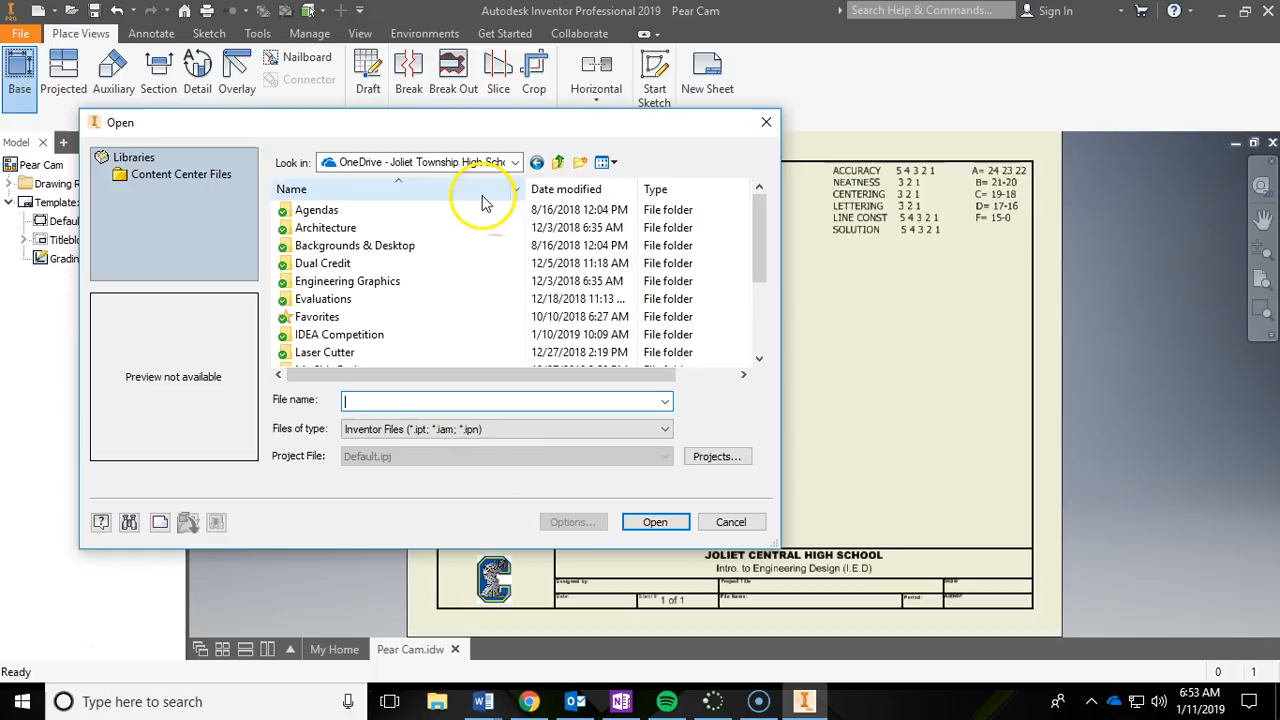 Autodesk Inventor Professional 2019 Pear Cam
Search Help & Commands...
Sign In
File Place Views Annotate Sketch Tools Manage View Environments Get Started Collaborate
Base Projected Auxiliary Section Detail Overlay
Nailboard
Connector
Draft Break Break Out Slice Crop Horizontal
Start
Sketch
New Sheet
Model
Pear Cam
Drawing R
Template:
Defau
Titlebl
Gradin
Open
Libraries
Content Center Files
Preview not available
Look in: OneDrive - Joliet Township High Scho
Name Date modified Type
Agendas 8/16/2018 12:04 PM File folder
Architecture 12/3/2018 6:35 AM File folder
Backgrounds & Desktop 8/16/2018 12:04 PM File folder
Dual Credit 12/5/2018 11:18 AM File folder
Engineering Graphics 12/3/2018 6:35 AM File folder
Evaluations 12/18/2018 11:13 ... File folder
Favorites 10/10/2018 6:27 AM File folder
IDEA Competition 1/10/2019 10:09 AM File folder
Laser Cutter 12/27/2018 2:19 PM File folder
File name:
Files of type: Inventor Files (*.ipt; *.iam; *.ipn)
Project File: Default.ipj
Projects...
Options... Open Cancel
ACCURACY 5 4 3 2 1 A= 24 23 22
NEATNESS 3 2 1 B= 21-20
CENTERING 3 2 1 C= 19-18
LETTERING 3 2 1 D= 17-16
LINE CONST 5 4 3 2 1 F= 15-0
SOLUTION 5 4 3 2 1
JOLIET CENTRAL HIGH SCHOOL
Intro. to Engineering Design (I.E.D)
Designed by: Project Title
Date: Sheet # 1 of 1 File Name: Period:
My Home Pear Cam.idw
Ready 0 1
Type here to search
6:53 AM
1/11/2019